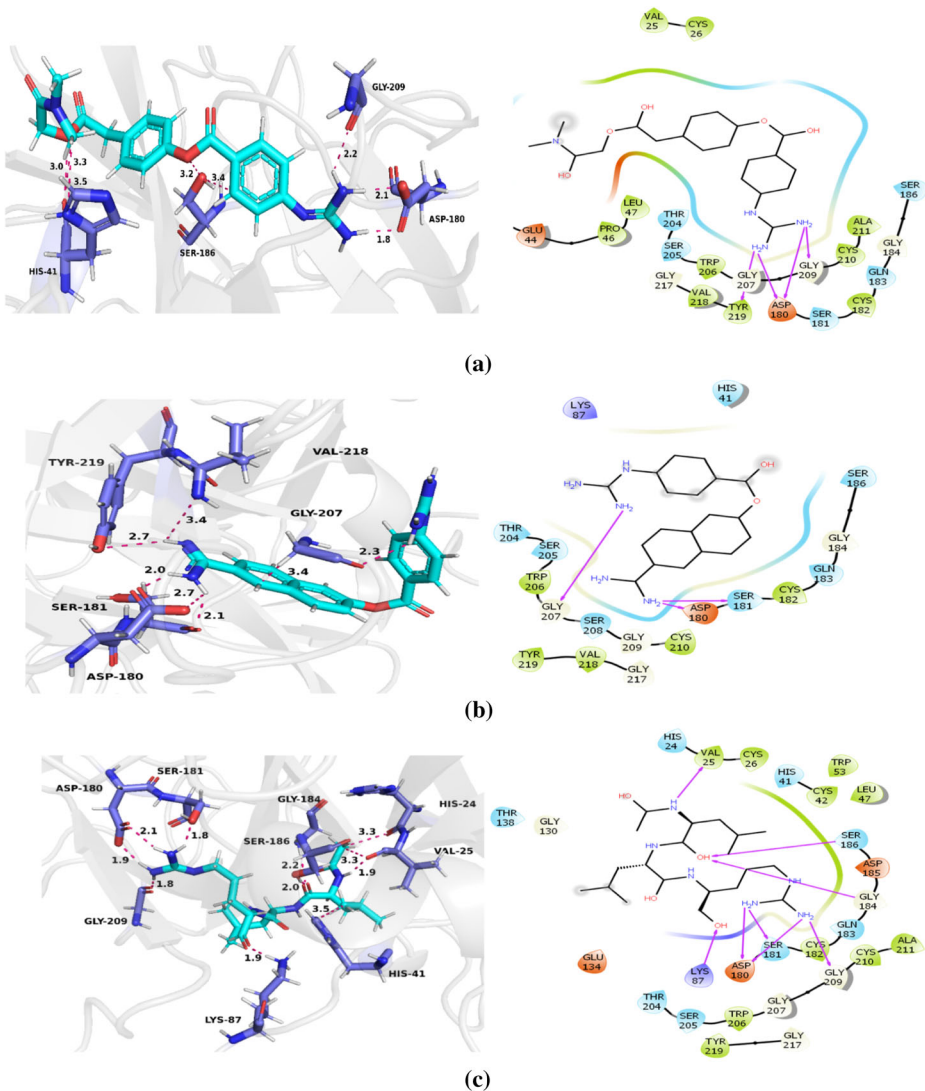 VAL 25
CYS 26
GLY-209
2.2
2.1
ASP-180
1.8
3.3
3.0
3.5
3.2
3.4
SER-186
HIS-41
OH
O
O
OH
N+
HO
NH
NH2
H2N
GLU 44
PRO 46
LEU 47
THR 204
SER 205
TRP 206
GLY 207
GLY 209
CYS 210
ALA 211
GLY 184
SER 186
GLN 183
GLY 217
VAL 218
TYR 219
ASP 180
SER 181
CYS 182
(a)
TYR-219
VAL-218
GLY-207
3.4
2.7
2.3
3.4
2.0
SER-181
2.7
2.1
ASP-180
LYS 87
HIS 41
H
N
H2N
NH2
OH
O
H2N
NH2
SER 186
GLY 184
GLN 183
CYS 182
SER 181
ASP 180
THR 204
SER 205
TRP 206
GLY 207
SER 208
GLY 209
CYS 210
TYR 219
VAL 218
GLY 217
(b)
SER-181
ASP-180
GLY-184
HIS-24
2.1
1.8
SER-186
3.3
1.9
2.2
3.3
VAL-25
1.8
2.0
1.9
GLY-209
3.5
1.9
HIS-41
LYS-87
HIS 24
VAL 25
CYS 26
HIS 41
TRP 53
CYS 42
LEU 47
THR 138
GLY 130
HO
NH
OH
SER 186
ASP 185
GLY 184
NH
HO
OH
H2N
NH2
GLN 183
LYS 87
ASP 180
SER 181
CYS 182
CYS 210
ALA 211
GLY 209
GLU 134
THR 204
SER 205
TRP 206
GLY 207
TYR 219
GLY 217
(c)